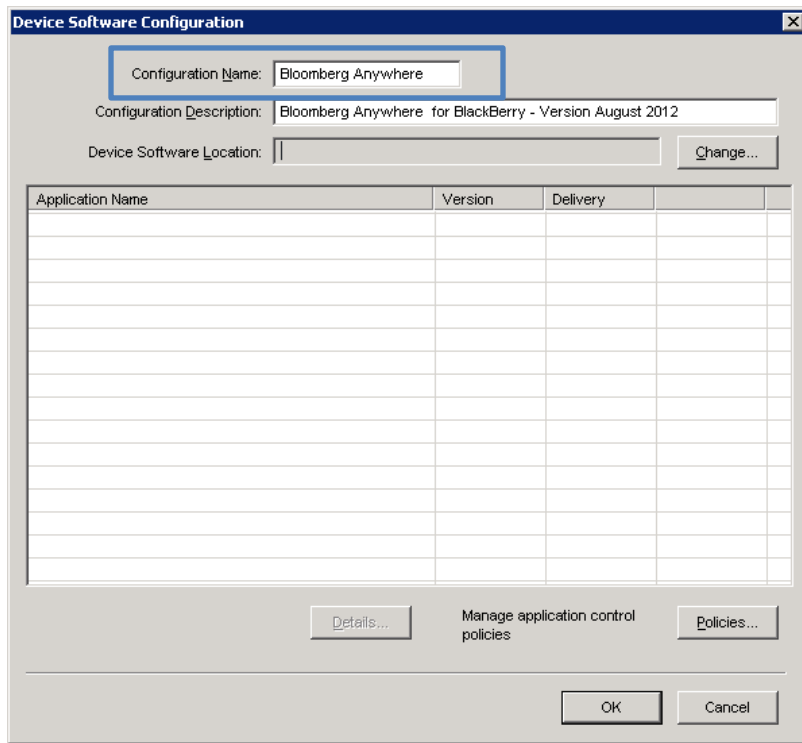 Device Software Configuration
Configuration Name: Bloomberg Anywhere
Configuration Description: Bloomberg Anywhere  for BlackBerry - Version August 2012
Device Software Location: Change...
Application Name Version Delivery
Details... Manage application control policies Policies...
OK Cancel